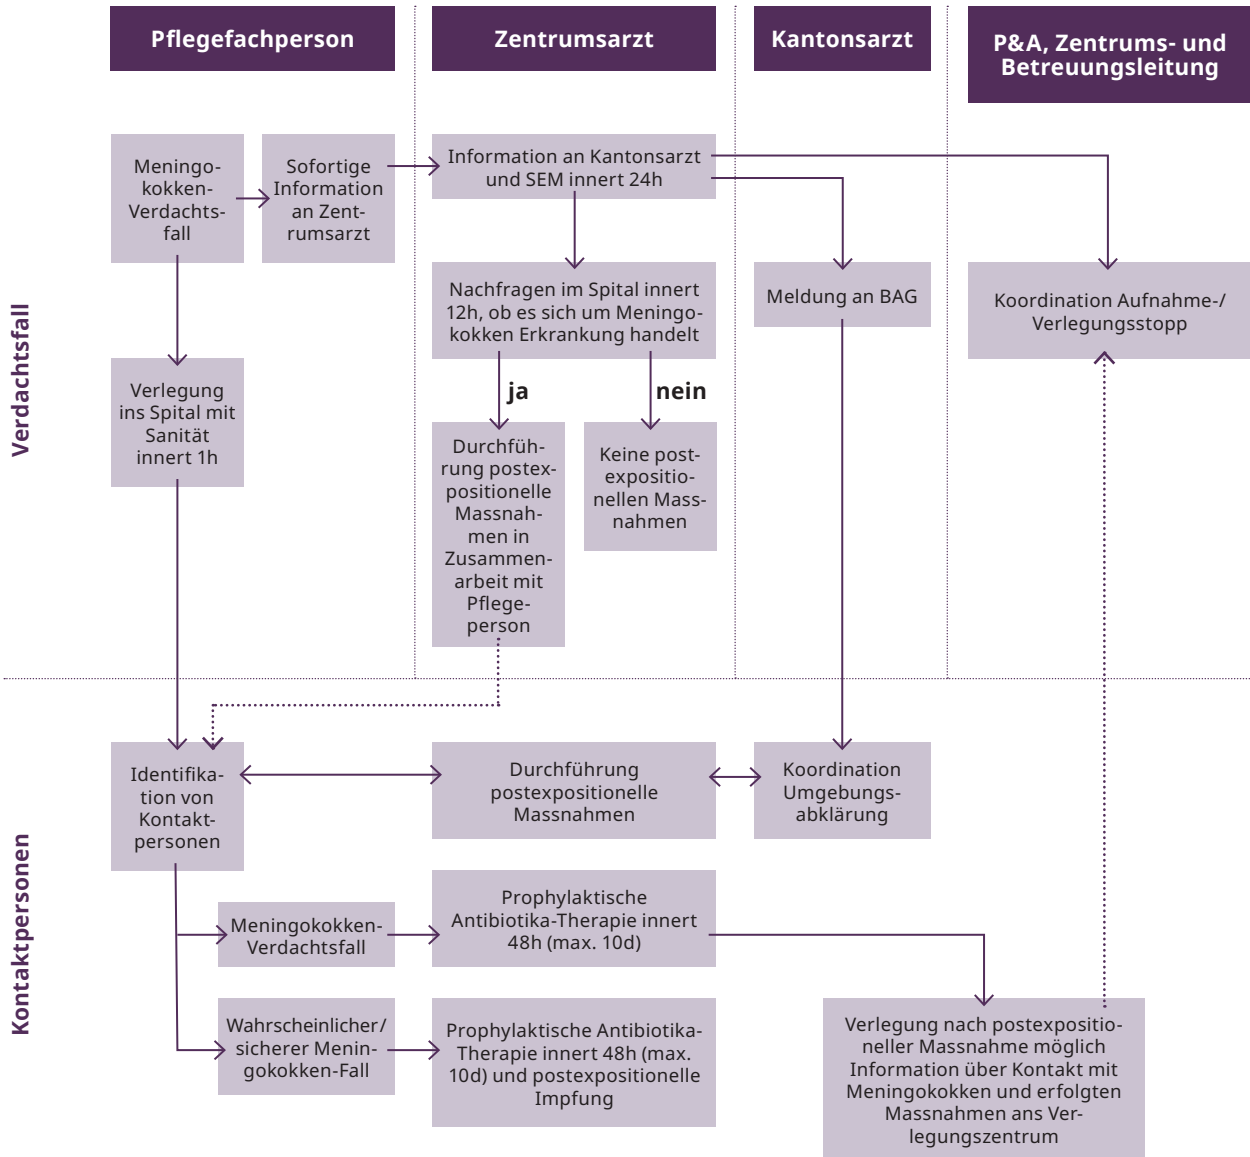 Pflegefachperson
Zentrumsarzt
Kantonsarzt
P&A, Zentrums- und
Betreuungsleitung
Verdachtsfall
Meningo-
kokken-
Verdachts-
fall
Sofortige
Information
an Zent-
rumsarzt
Information an Kantonsarzt
und SEM innert 24h
Nachfragen im Spital innert
12h, ob es sich um Meningo-
kokken Erkrankung handelt
Meldung an BAG
Koordination Aufnahme-/
Verlegungsstopp
Verlegung
ins Spital mit
Sanität
innert 1h
ja
nein
Durchfüh-
rung postex-
positionelle
Massnah-
men in
Zusammen-
arbeit mit
Pflege-
person
Keine post-
expositio-
nellen Mass-
nahmen
Kontaktpersonen
Identifika-
tion von
Kontakt-
personen
Durchführung
postexpositionelle
Massnahmen
Koordination
Umgebungs-
abklärung
Meningokokken-
Verdachtsfall
Prophylaktische
Antibiotika-Therapie innert
48h (max. 10d)
Wahrscheinlicher/
sicherer Menin-
gokokken-Fall
Prophylaktische Antibiotika-
Therapie innert 48h (max.
10d) und postexpositionelle
Impfung
Verlegung nach postexpositio-
neller Massnahme möglich
Information über Kontakt mit
Meningokokken und erfolgten
Massnahmen ans Ver-
legungszentrum